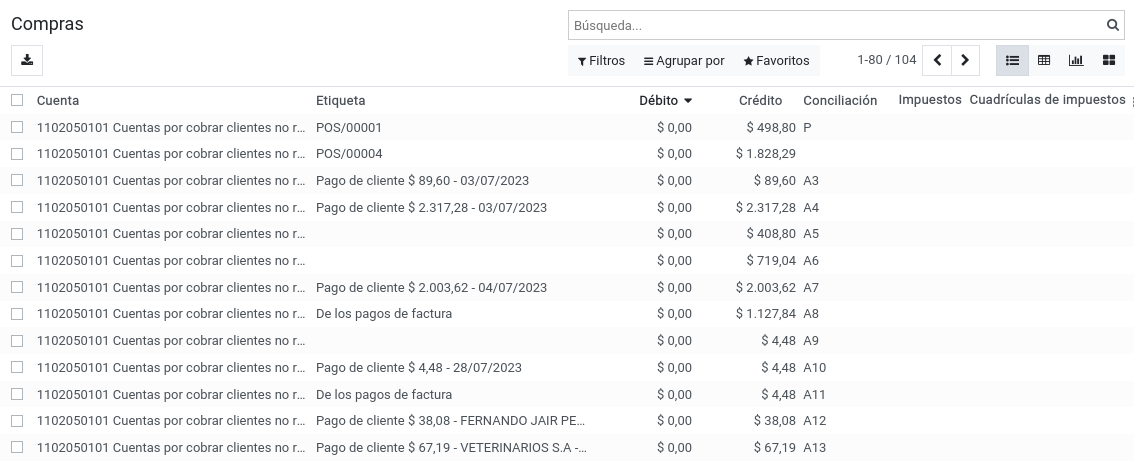 Compras
Búsqueda...
Filtros Agrupar por Favoritos 1-80 / 104
Cuenta Etiqueta Débito Crédito Conciliación Impuestos Cuadrículas de impuestos
1102050101 Cuentas por cobrar clientes no r... POS/00001 $ 0,00 $ 498,80 P
1102050101 Cuentas por cobrar clientes no r... POS/00004 $ 0,00 $ 1.828,29
1102050101 Cuentas por cobrar clientes no r... Pago de cliente $ 89,60 - 03/07/2023 $ 0,00 $ 89,60 A3
1102050101 Cuentas por cobrar clientes no r... Pago de cliente $ 2.317,28 - 03/07/2023 $ 0,00 $ 2.317,28 A4
1102050101 Cuentas por cobrar clientes no r... $ 0,00 $ 408,80 A5
1102050101 Cuentas por cobrar clientes no r... $ 0,00 $ 719,04 A6
1102050101 Cuentas por cobrar clientes no r... Pago de cliente $ 2.003,62 - 04/07/2023 $ 0,00 $ 2.003,62 A7
1102050101 Cuentas por cobrar clientes no r... De los pagos de factura $ 0,00 $ 1.127,84 A8
1102050101 Cuentas por cobrar clientes no r... $ 0,00 $ 4,48 A9
1102050101 Cuentas por cobrar clientes no r... Pago de cliente $ 4,48 - 28/07/2023 $ 0,00 $ 4,48 A10
1102050101 Cuentas por cobrar clientes no r... De los pagos de factura $ 0,00 $ 4,48 A11
1102050101 Cuentas por cobrar clientes no r... Pago de cliente $ 38,08 - FERNANDO JAIR PE... $ 0,00 $ 38,08 A12
1102050101 Cuentas por cobrar clientes no r... Pago de cliente $ 67,19 - VETERINARIOS S.A -... $ 0,00 $ 67,19 A13